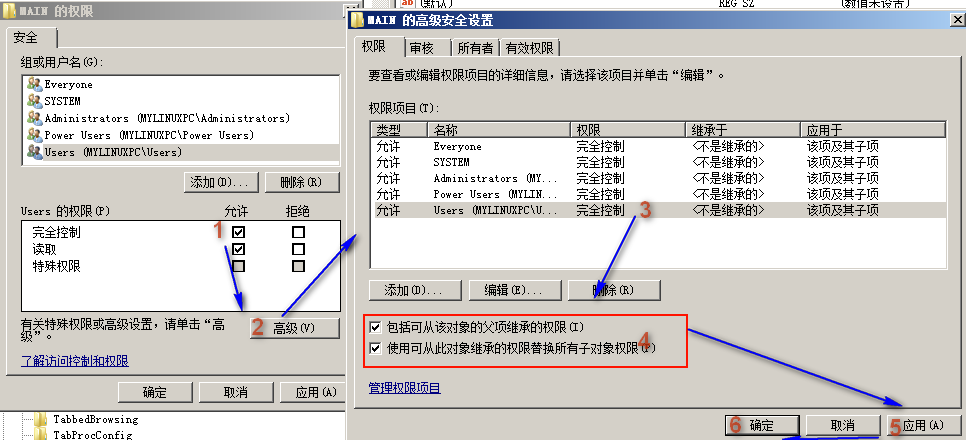 MAIN 的权限
安全
组或用户名(G):
Everyone
SYSTEM
Administrators (MYLINUXPC\Administrators)
Power Users (MYLINUXPC\Power Users)
Users (MYLINUXPC\Users)
添加(D)... 删除(R)
Users 的权限(P) 允许 拒绝
完全控制 1
读取
特殊权限
有关特殊权限或高级设置，请单击“高
级”。
2 高级(V)
了解访问控制和权限
确定 取消 应用(A)
TabbedBrowsing
TabProcConfig
(默认) REG_SZ (数值未设置)
MAIN 的高级安全设置
权限 审核 所有者 有效权限
要查看或编辑权限项目的详细信息，请选择该项目并单击“编辑”。
权限项目(T):
类型 名称 权限 继承于 应用于
允许 Everyone 完全控制 <不是继承的> 该项及其子项
允许 SYSTEM 完全控制 <不是继承的> 该项及其子项
允许 Administrators (MY... 完全控制 <不是继承的> 该项及其子项
允许 Power Users (MYLIN... 完全控制 <不是继承的> 该项及其子项
允许 Users (MYLINUXPC\U... 完全控制 3 <不是继承的> 该项及其子项
添加(D)... 编辑(E)... 删除(R)
包括可从该对象的父项继承的权限(I)
使用可从此对象继承的权限替换所有子对象权限(P) 4
管理权限项目
6 确定 取消 5 应用(A)